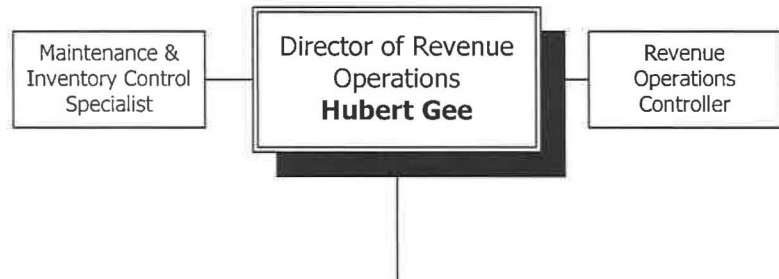 Maintenance &
Inventory Control
Specialist
Director of Revenue
Operations
Hubert Gee
Revenue
Operations
Controller